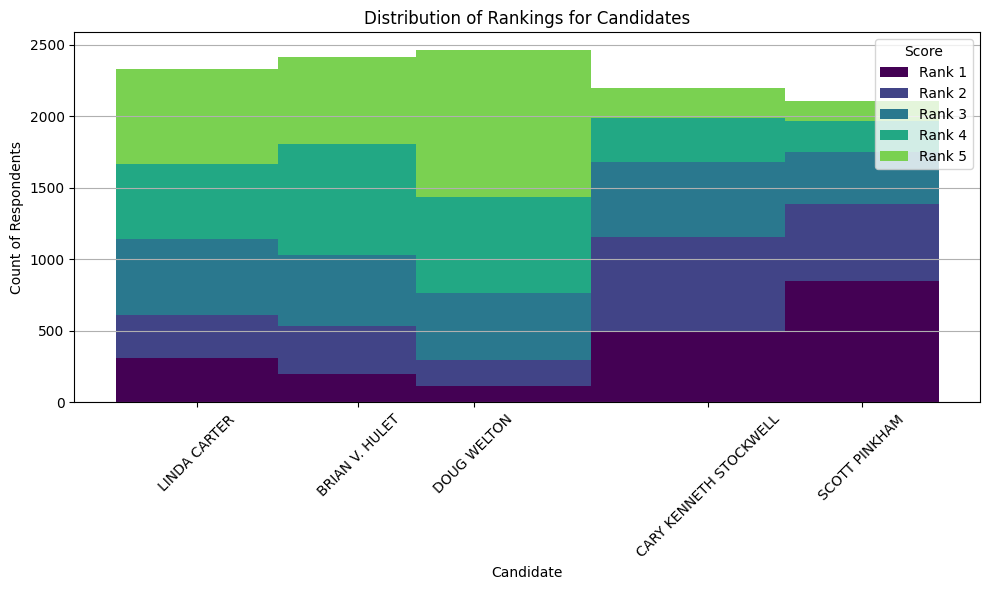 Distribution of Rankings for Candidates
Count of Respondents
2500
2000
1500
1000
500
0
Score
Rank 1
Rank 2
Rank 3
Rank 4
Rank 5
LINDA CARTER
BRIAN V. HULET
DOUG WELTON
CARY KENNETH STOCKWELL
SCOTT PINKHAM
Candidate